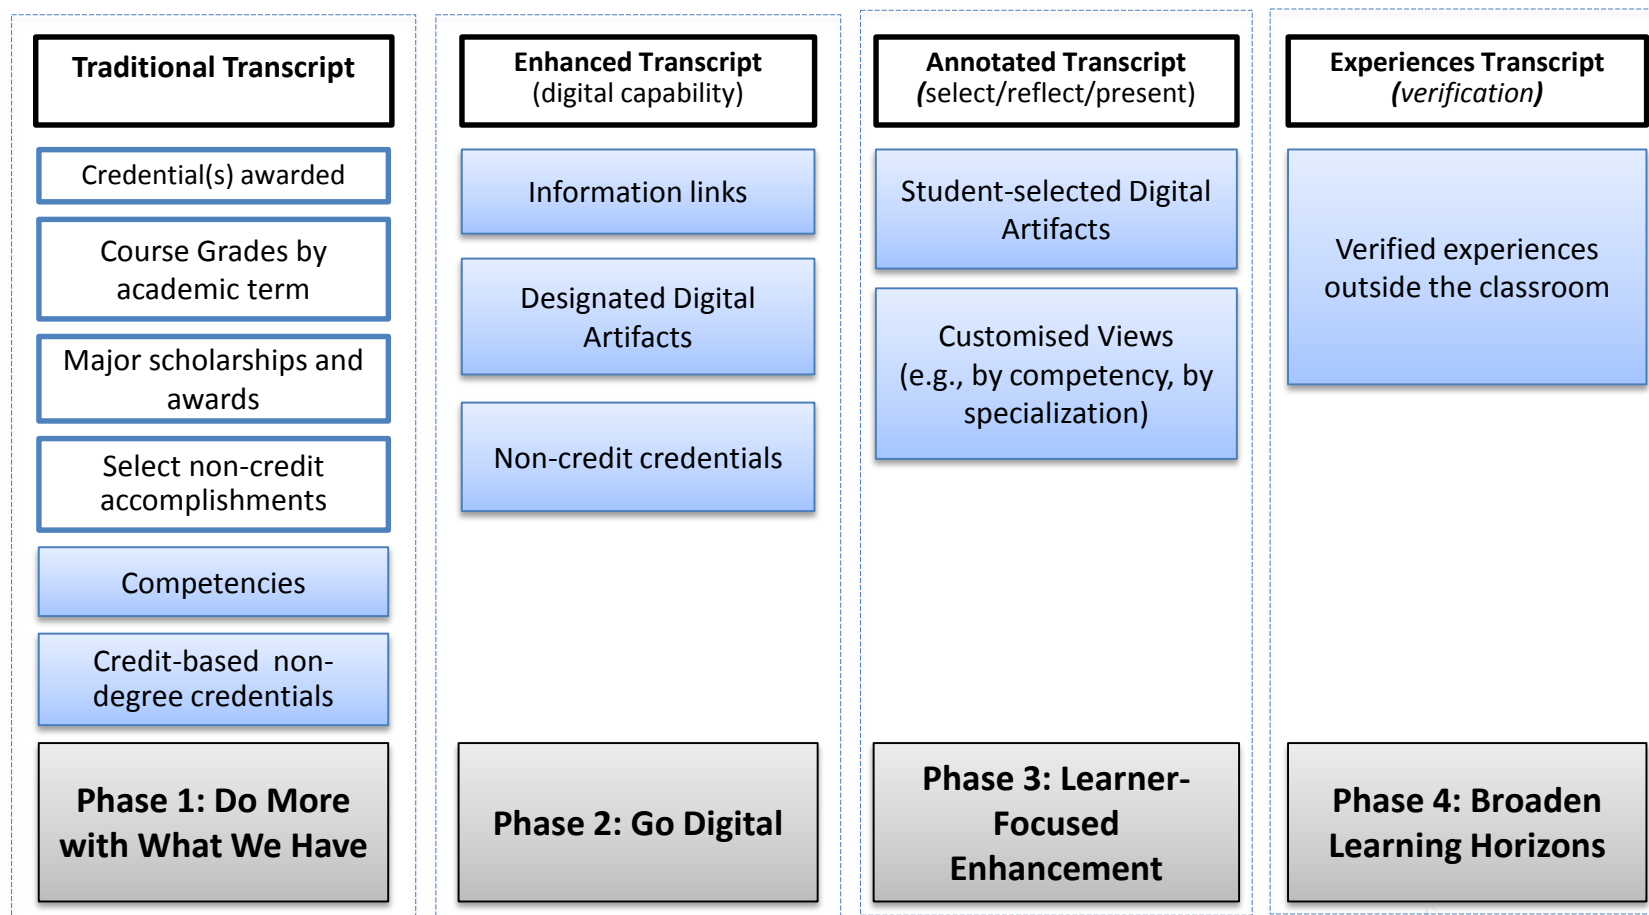 Traditional Transcript
Credential(s) awarded
Course Grades by
academic term
Major scholarships and
awards
Select non-credit
accomplishments
Competencies
Credit-based  non-
degree credentials
Phase 1: Do More
with What We Have
Enhanced Transcript
(digital capability)
Information links
Designated Digital
Artifacts
Non-credit credentials
Phase 2: Go Digital
Annotated Transcript
(select/reflect/present)
Student-selected Digital
Artifacts
Customised Views
(e.g., by competency, by
specialization)
Phase 3: Learner-
Focused
Enhancement
Experiences Transcript
(verification)
Verified experiences
outside the classroom
Phase 4: Broaden
Learning Horizons